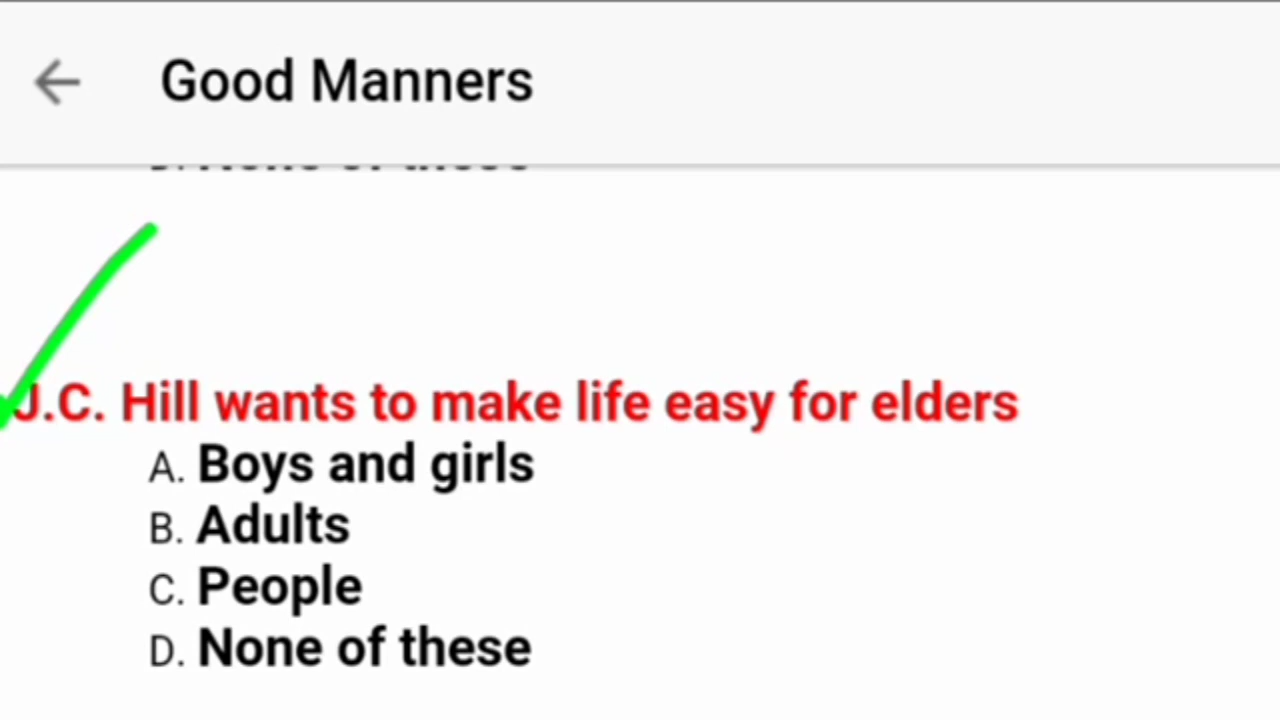 Good Manners
J.C. Hill wants to make life easy for elders
A. Boys and girls
B. Adults
C. People
D. None of these